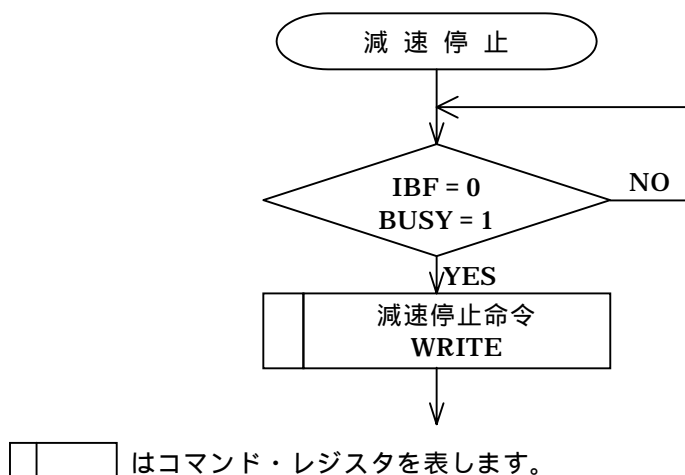 減 速 停 止
IBF = 0
BUSY = 1
NO
YES
減速停止命令
WRITE
はコマンド・レジスタを表します。